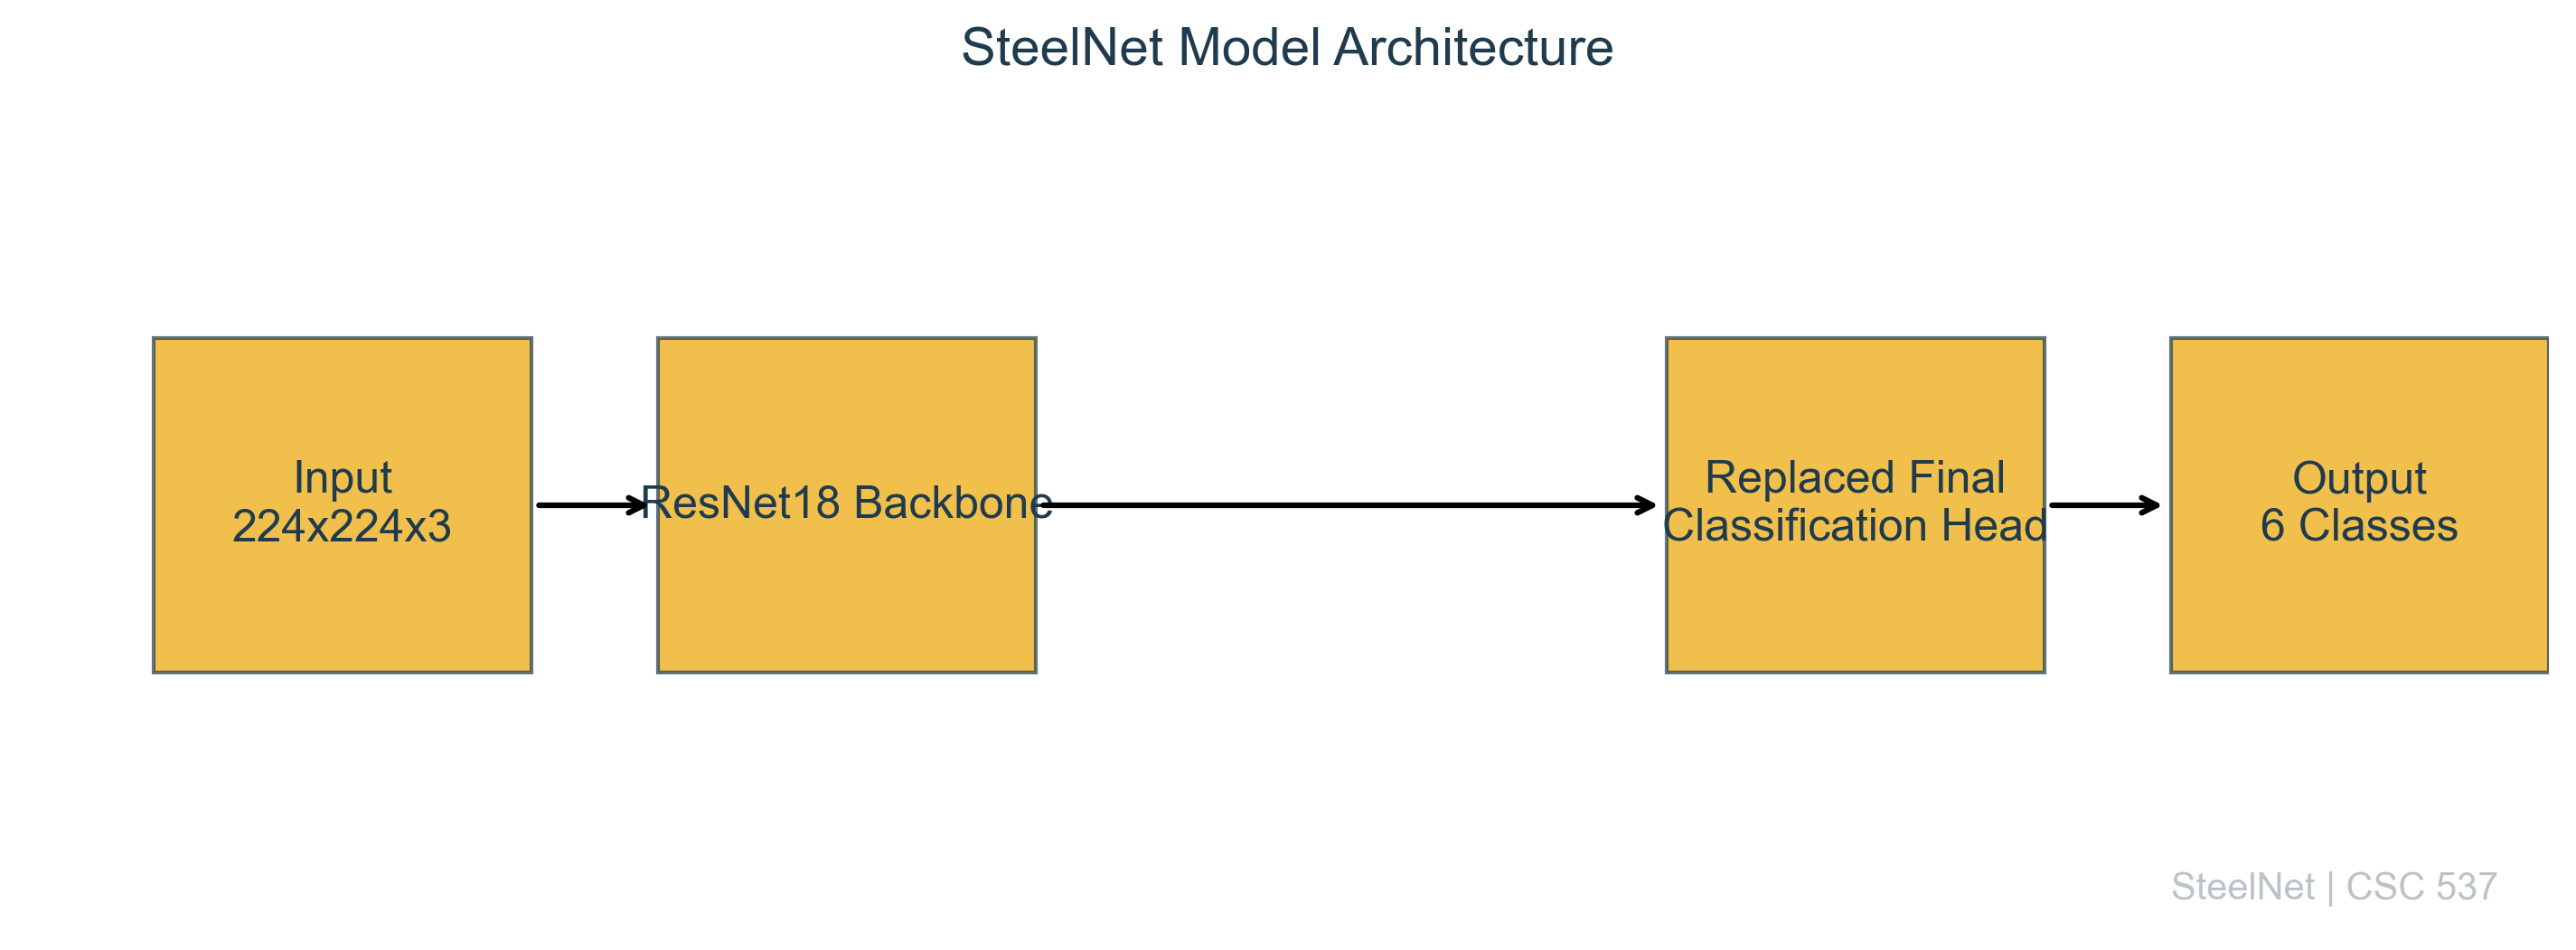 SteelNet Model Architecture
Input
224x224x3
ResNet18 Backbone
Replaced Final
Classification Head
Output
6 Classes
SteelNet | CSC 537